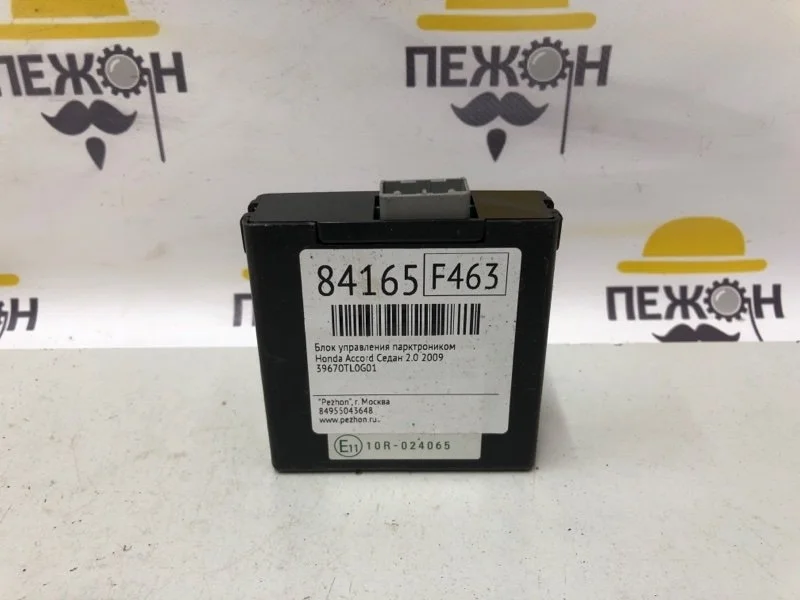 ПЕЖОН
ПЕЖОН
ПЕЖОН
84165 F463
Блок управления парктроником
Honda Accord Седан 2.0 2009
39670TL0G01
"Pezhon", г. Москва
84955043648
www.pezhon.ru
E11 10R-024065